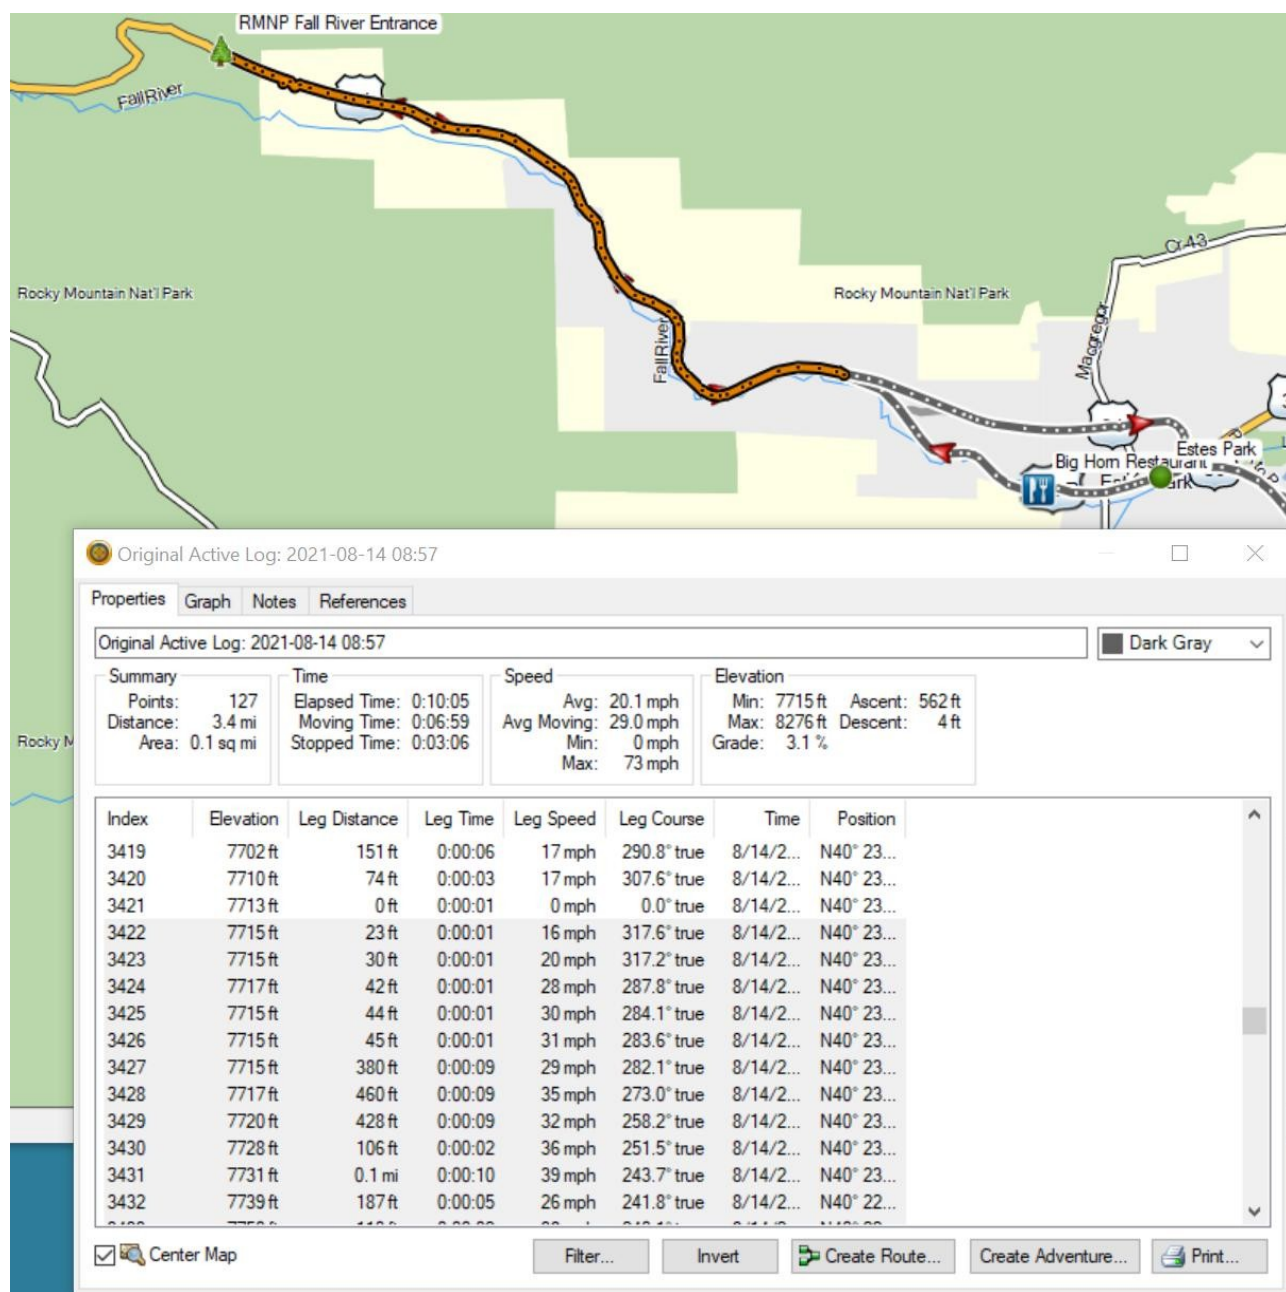 RMNP Fall River Entrance
Fall River
Cr 43
Rocky Mountain Nat'l Park
Rocky Mountain Nat'l Park
Macgregor
Fall River
Estes Park
Big Horn Restaurant
Original Active Log: 2021-08-14 08:57
Properties Graph Notes References
Original Active Log: 2021-08-14 08:57 Dark Gray
Summary Time Speed Elevation
Points: 127 Elapsed Time: 0:10:05 Avg: 20.1 mph Min: 7715 ft Ascent: 562 ft
Distance: 3.4 mi Moving Time: 0:06:59 Avg Moving: 29.0 mph Max: 8276 ft Descent: 4 ft
Rocky M
Area: 0.1 sq mi Stopped Time: 0:03:06 Min: 0 mph Grade: 3.1 %
Max: 73 mph
Index Elevation Leg Distance Leg Time Leg Speed Leg Course Time Position
3419 7702 ft 151 ft 0:00:06 17 mph 290.8° true 8/14/2... N40° 23...
3420 7710 ft 74 ft 0:00:03 17 mph 307.6° true 8/14/2... N40° 23...
3421 7713 ft 0 ft 0:00:01 0 mph 0.0° true 8/14/2... N40° 23...
3422 7715 ft 23 ft 0:00:01 16 mph 317.6° true 8/14/2... N40° 23...
3423 7715 ft 30 ft 0:00:01 20 mph 317.2° true 8/14/2... N40° 23...
3424 7717 ft 42 ft 0:00:01 28 mph 287.8° true 8/14/2... N40° 23...
3425 7715 ft 44 ft 0:00:01 30 mph 284.1° true 8/14/2... N40° 23...
3426 7715 ft 45 ft 0:00:01 31 mph 283.6° true 8/14/2... N40° 23...
3427 7715 ft 380 ft 0:00:09 29 mph 282.1° true 8/14/2... N40° 23...
3428 7717 ft 460 ft 0:00:09 35 mph 273.0° true 8/14/2... N40° 23...
3429 7720 ft 428 ft 0:00:09 32 mph 258.2° true 8/14/2... N40° 23...
3430 7728 ft 106 ft 0:00:02 36 mph 251.5° true 8/14/2... N40° 23...
3431 7731 ft 0.1 mi 0:00:10 39 mph 243.7° true 8/14/2... N40° 23...
3432 7739 ft 187 ft 0:00:05 26 mph 241.8° true 8/14/2... N40° 22...
Center Map Filter... Invert Create Route... Create Adventure... Print...